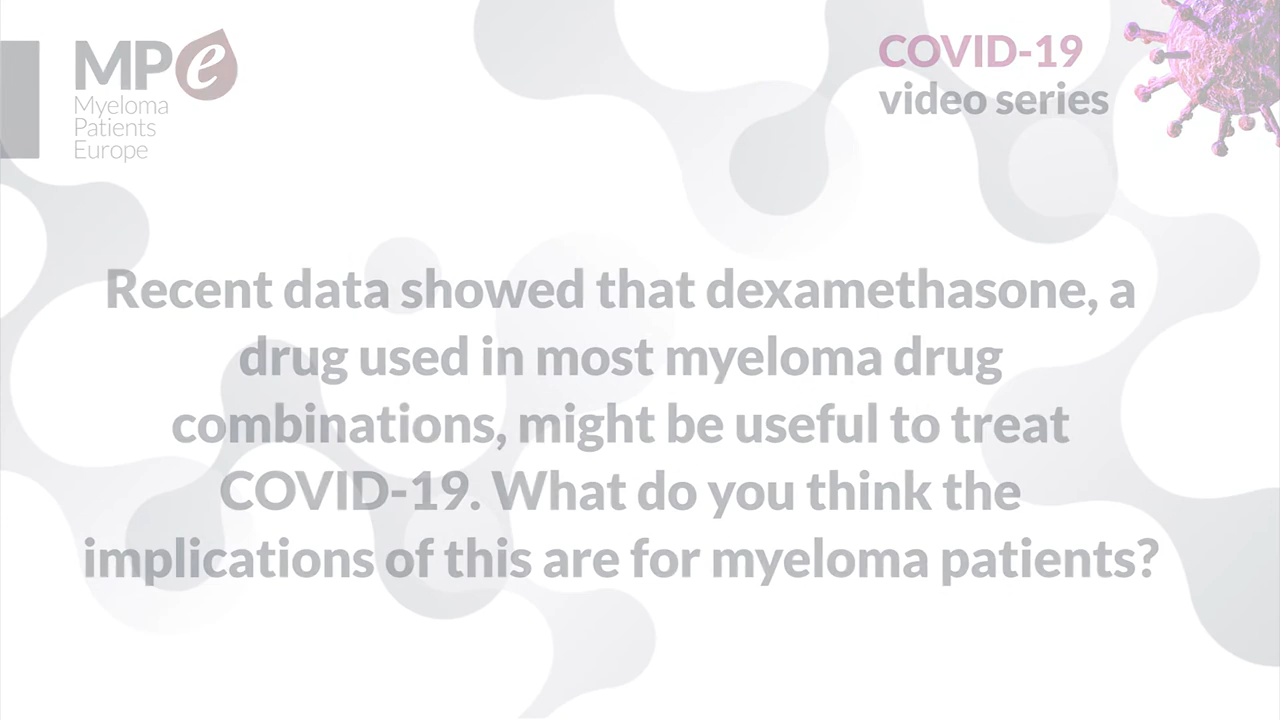 MPe
Myeloma
Patients
Europe
COVID-19
video series
Recent data showed that dexamethasone, a
drug used in most myeloma drug
combinations, might be useful to treat
COVID-19. What do you think the
implications of this are for myeloma patients?